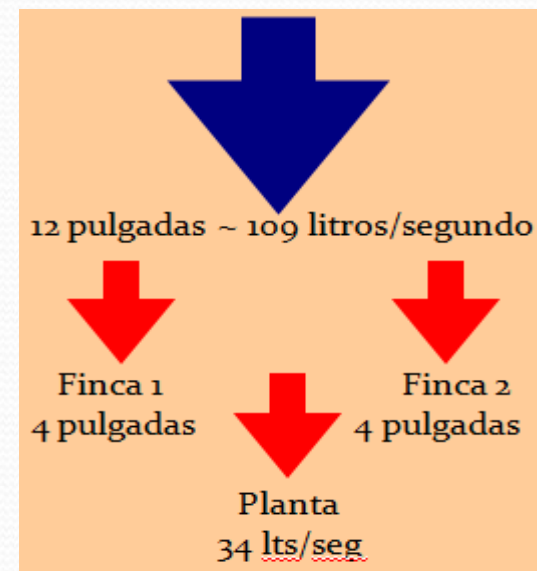 12 pulgadas ~ 109 litros/segundo
Finca 1
4 pulgadas
Finca 2
4 pulgadas
Planta
34 lts/seg